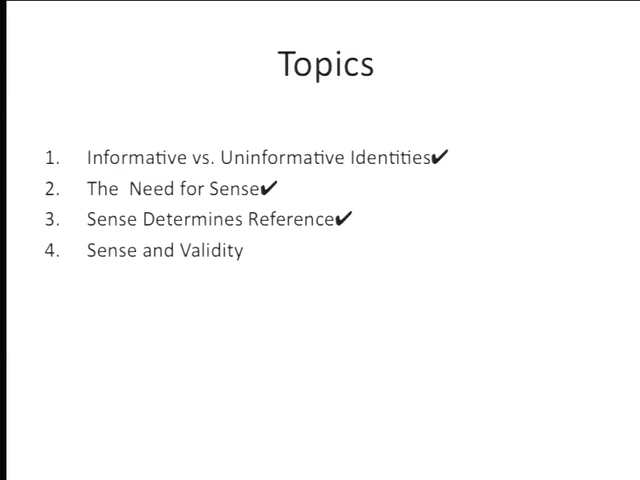 Topics
1. Informative vs. Uninformative Identities✔
2. The  Need for Sense✔
3. Sense Determines Reference✔
4. Sense and Validity